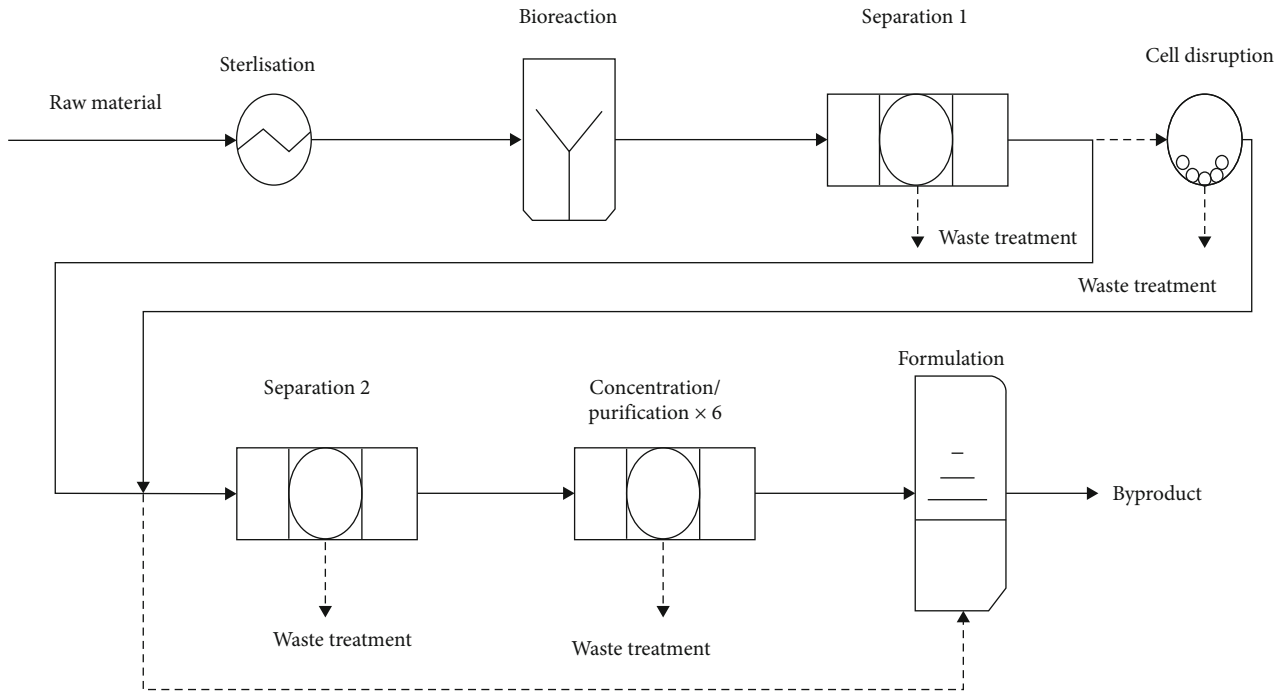 Bioreaction
Separation 1
Sterlisation
Cell disruption
Raw material
Waste treatment
Waste treatment
Formulation
Separation 2
Concentration/
purification × 6
Byproduct
Waste treatment
Waste treatment